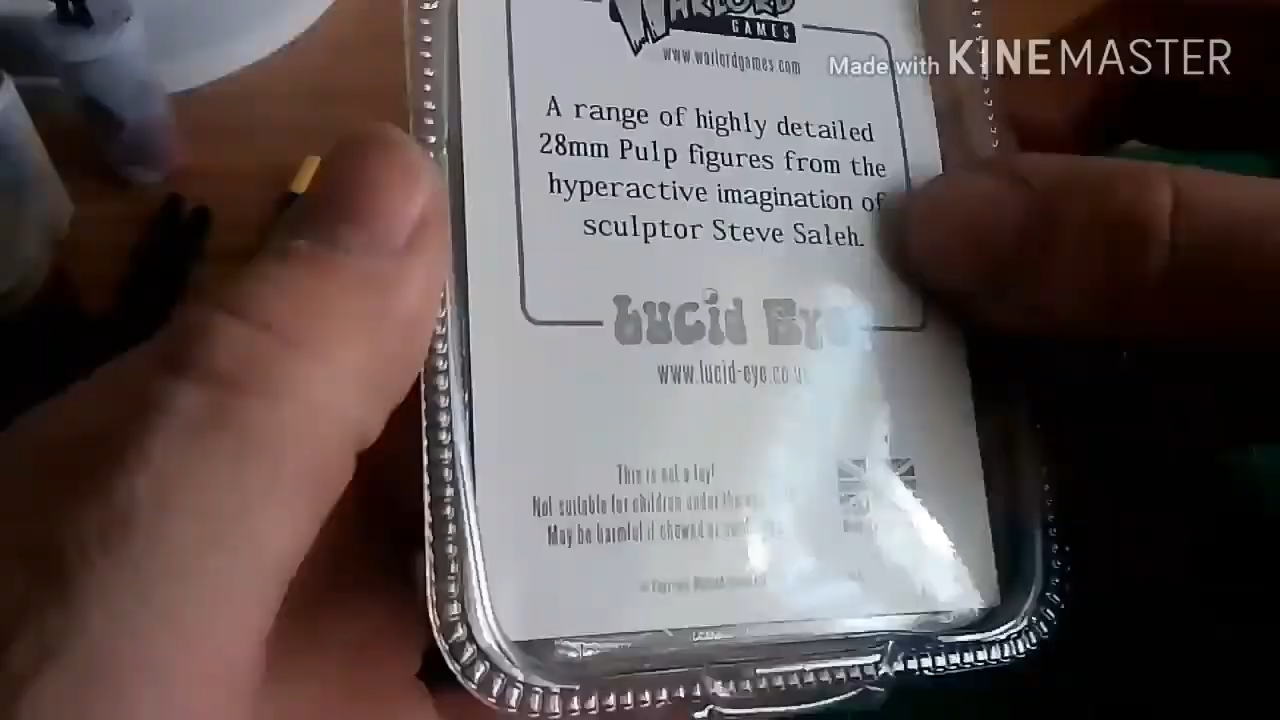 WARLORD
GAMES
www.warlordgames.com
Made with KINEMASTER
A range of highly detailed
28mm Pulp figures from the
hyperactive imagination of
sculptor Steve Saleh.
Lucid Eye
www.lucid-eye.co.u
This is not a toy!
Not suitable for children under
May be harmful if chewed or